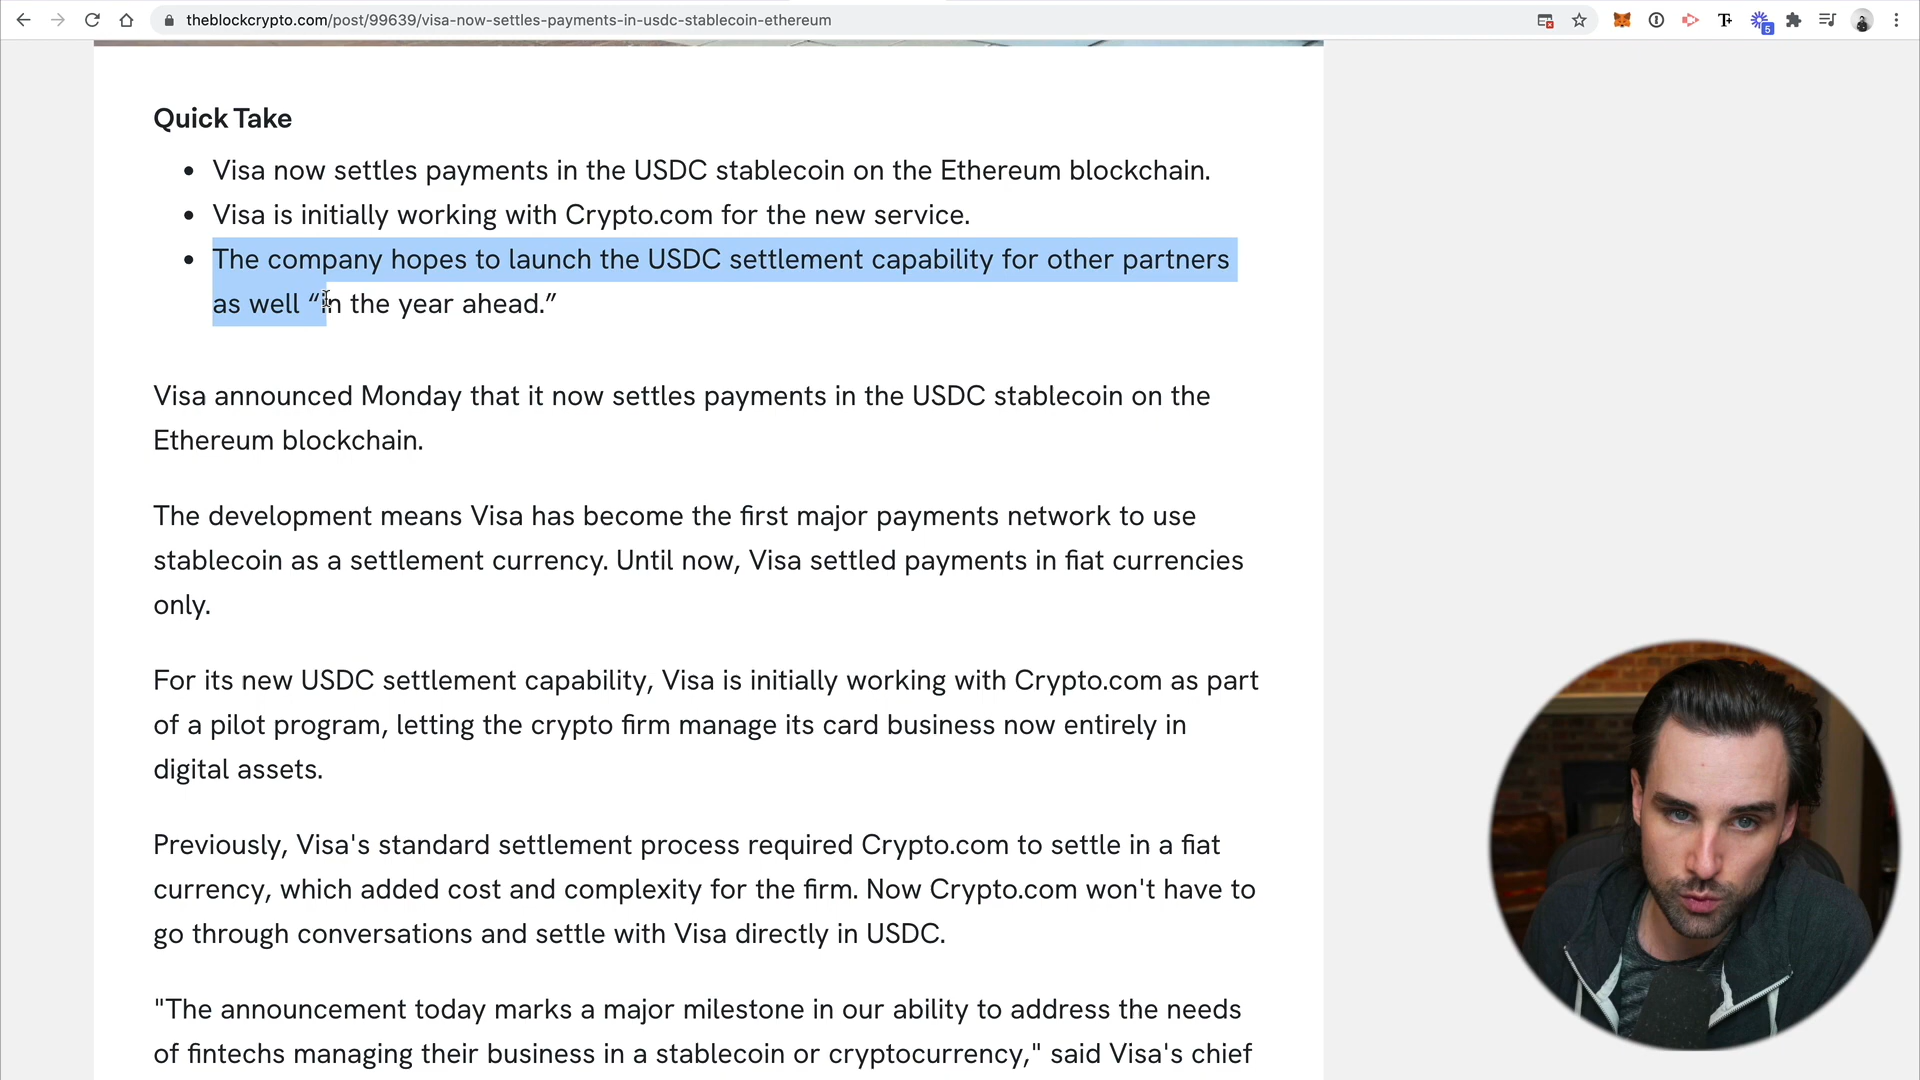 theblockcrypto.com/post/99639/visa-now-settles-payments-in-usdc-stablecoin-ethereum
5
Quick Take
• Visa now settles payments in the USDC stablecoin on the Ethereum blockchain.
• Visa is initially working with Crypto.com for the new service.
• The company hopes to launch the USDC settlement capability for other partners
as well “in the year ahead.”
Visa announced Monday that it now settles payments in the USDC stablecoin on the
Ethereum blockchain.
The development means Visa has become the first major payments network to use
stablecoin as a settlement currency. Until now, Visa settled payments in fiat currencies
only.
For its new USDC settlement capability, Visa is initially working with Crypto.com as part
of a pilot program, letting the crypto firm manage its card business now entirely in
digital assets.
Previously, Visa's standard settlement process required Crypto.com to settle in a fiat
currency, which added cost and complexity for the firm. Now Crypto.com won't have to
go through conversations and settle with Visa directly in USDC.
"The announcement today marks a major milestone in our ability to address the needs
of fintechs managing their business in a stablecoin or cryptocurrency," said Visa's chief